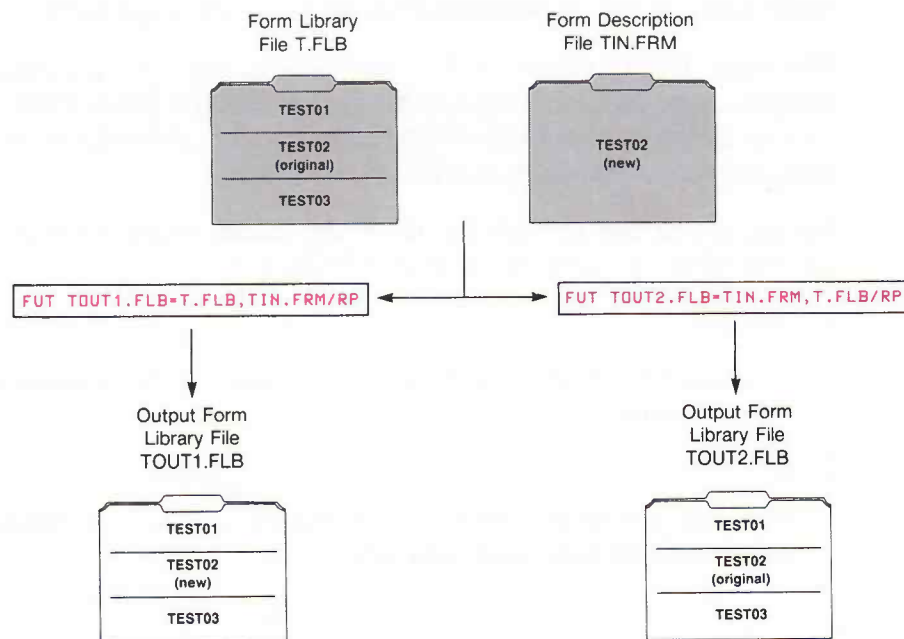 Form Library
File T.FLB
Form Description
File TIN.FRM
TEST01
TEST02
(original)
TEST03
TEST02
(new)
FUT TOUT1.FLB=T.FLB,TIN.FRM/RP
FUT TOUT2.FLB=TIN.FRM,T.FLB/RP
Output Form
Library File
TOUT1.FLB
Output Form
Library File
TOUT2.FLB
TEST01
TEST02
(new)
TEST03
TEST01
TEST02
(original)
TEST03